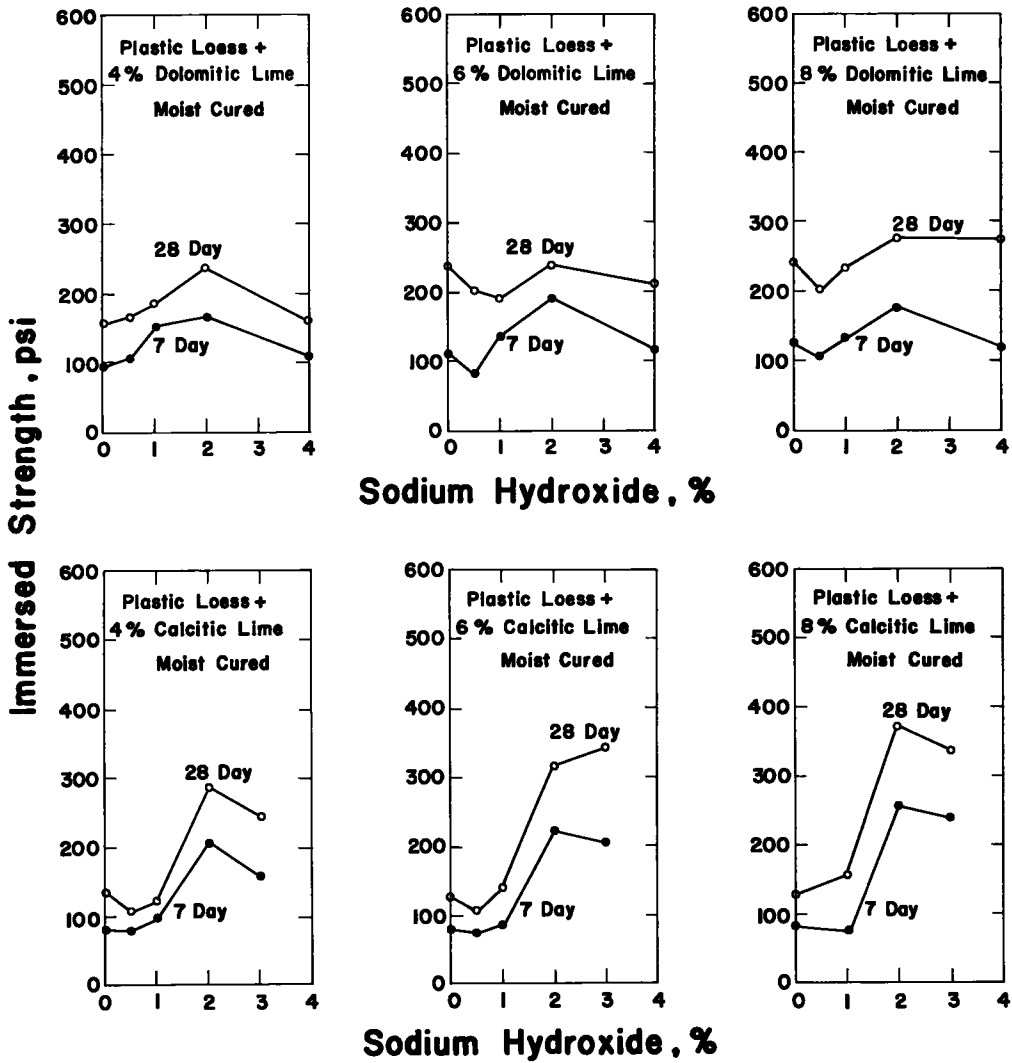 Immersed Strength, psi
600
500
400
300
200
100
0
Plastic Loess +
4% Dolomitic Lime
Moist Cured
28 Day
7 Day
0 1 2 3 4
600
500
400
300
200
100
0
Plastic Loess +
6% Dolomitic Lime
Moist Cured
28 Day
7 Day
0 1 2 3 4
600
500
400
300
200
100
0
Plastic Loess +
8% Dolomitic Lime
Moist Cured
28 Day
7 Day
0 1 2 3 4
Sodium Hydroxide, %
600
500
400
300
200
100
0
Plastic Loess +
4% Calcitic Lime
Moist Cured
28 Day
7 Day
0 1 2 3 4
600
500
400
300
200
100
0
Plastic Loess +
6% Calcitic Lime
Moist Cured
28 Day
7 Day
0 1 2 3 4
600
500
400
300
200
100
0
Plastic Loess +
8% Calcitic Lime
Moist Cured
28 Day
7 Day
0 1 2 3 4
Sodium Hydroxide, %